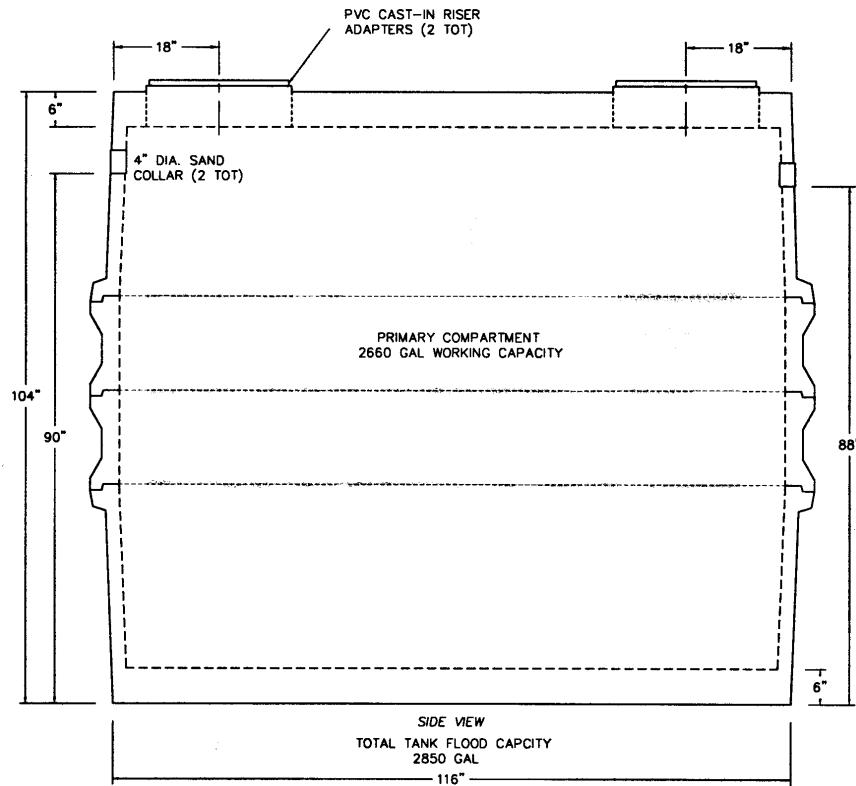 PVC CAST-IN RISER
ADAPTERS (2 TOT)
18"
18"
6"
4" DIA. SAND
COLLAR (2 TOT)
PRIMARY COMPARTMENT
2660 GAL WORKING CAPACITY
104"
90"
88"
6"
SIDE VIEW
TOTAL TANK FLOOD CAPCITY
2850 GAL
116"